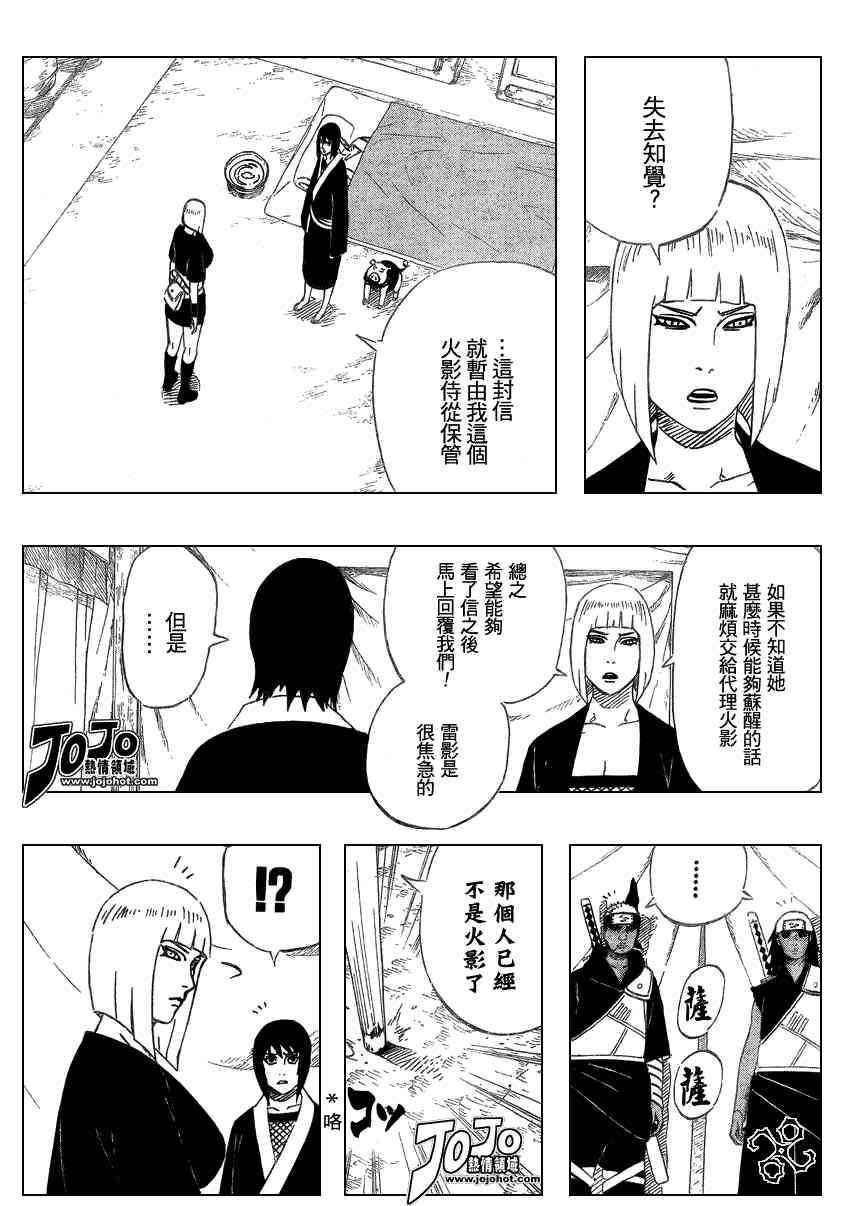 失去知覺?
…這封信
就暫由我這個
火影侍從保管
如果不知道她
甚麼時候能夠蘇醒的話
就麻煩交給代理火影
總之
希望能夠
看了信之後
馬上回覆我們!
雷影是
很焦急的
但是
……
JOJO
熱情領域
www.jojohot.com
……
薩
薩
那個人已經
不是火影了
コッ
*咯
JOJO
熱情領域
www.jojohot.com
!?